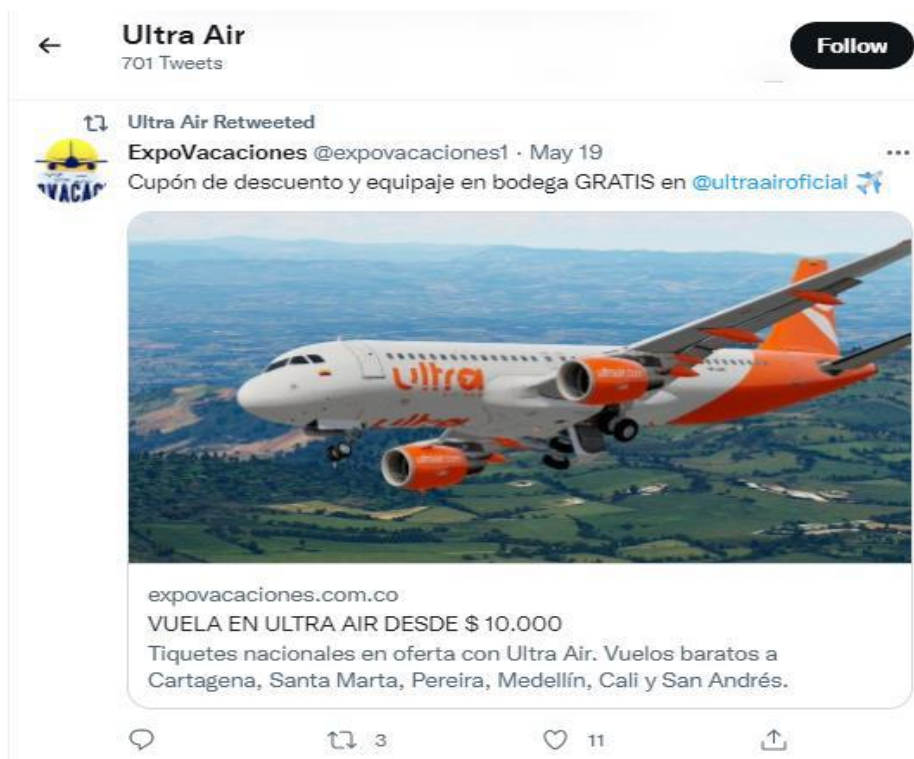 Ultra Air
701 Tweets
Follow
Ultra Air Retweeted
ExpoVacaciones @expovacaciones1 · May 19
Cupón de descuento y equipaje en bodega GRATIS en @ultraairoficial
VACAC
ultra
ultra
expovacaciones.com.co
VUELA EN ULTRA AIR DESDE $ 10.000
Tiquetes nacionales en oferta con Ultra Air. Vuelos baratos a
Cartagena, Santa Marta, Pereira, Medellín, Cali y San Andrés.
3
11